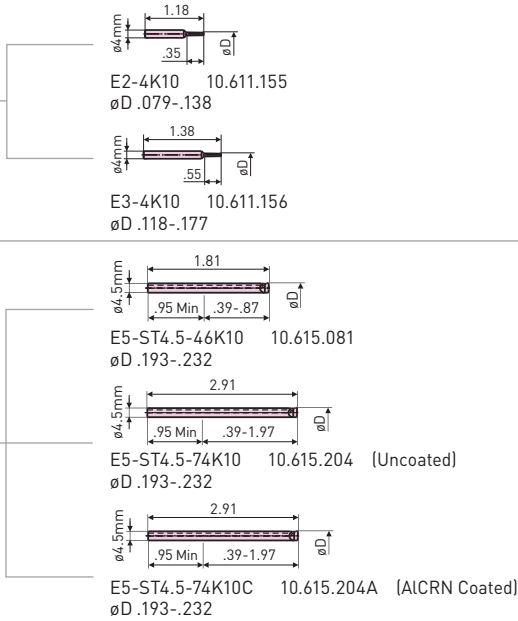 1.18
ø4mm
.35
øD
E2-4K10 10.611.155
øD .079-.138
1.38
ø4mm
.55
øD
E3-4K10 10.611.156
øD .118-.177
1.81
ø4.5mm
.95 Min .39-.87
øD
E5-ST4.5-46K10 10.615.081
øD .193-.232
2.91
ø4.5mm
.95 Min .39-1.97
øD
E5-ST4.5-74K10 10.615.204 (Uncoated)
øD .193-.232
2.91
ø4.5mm
.95 Min .39-1.97
øD
E5-ST4.5-74K10C 10.615.204A (AlCRN Coated)
øD .193-.232